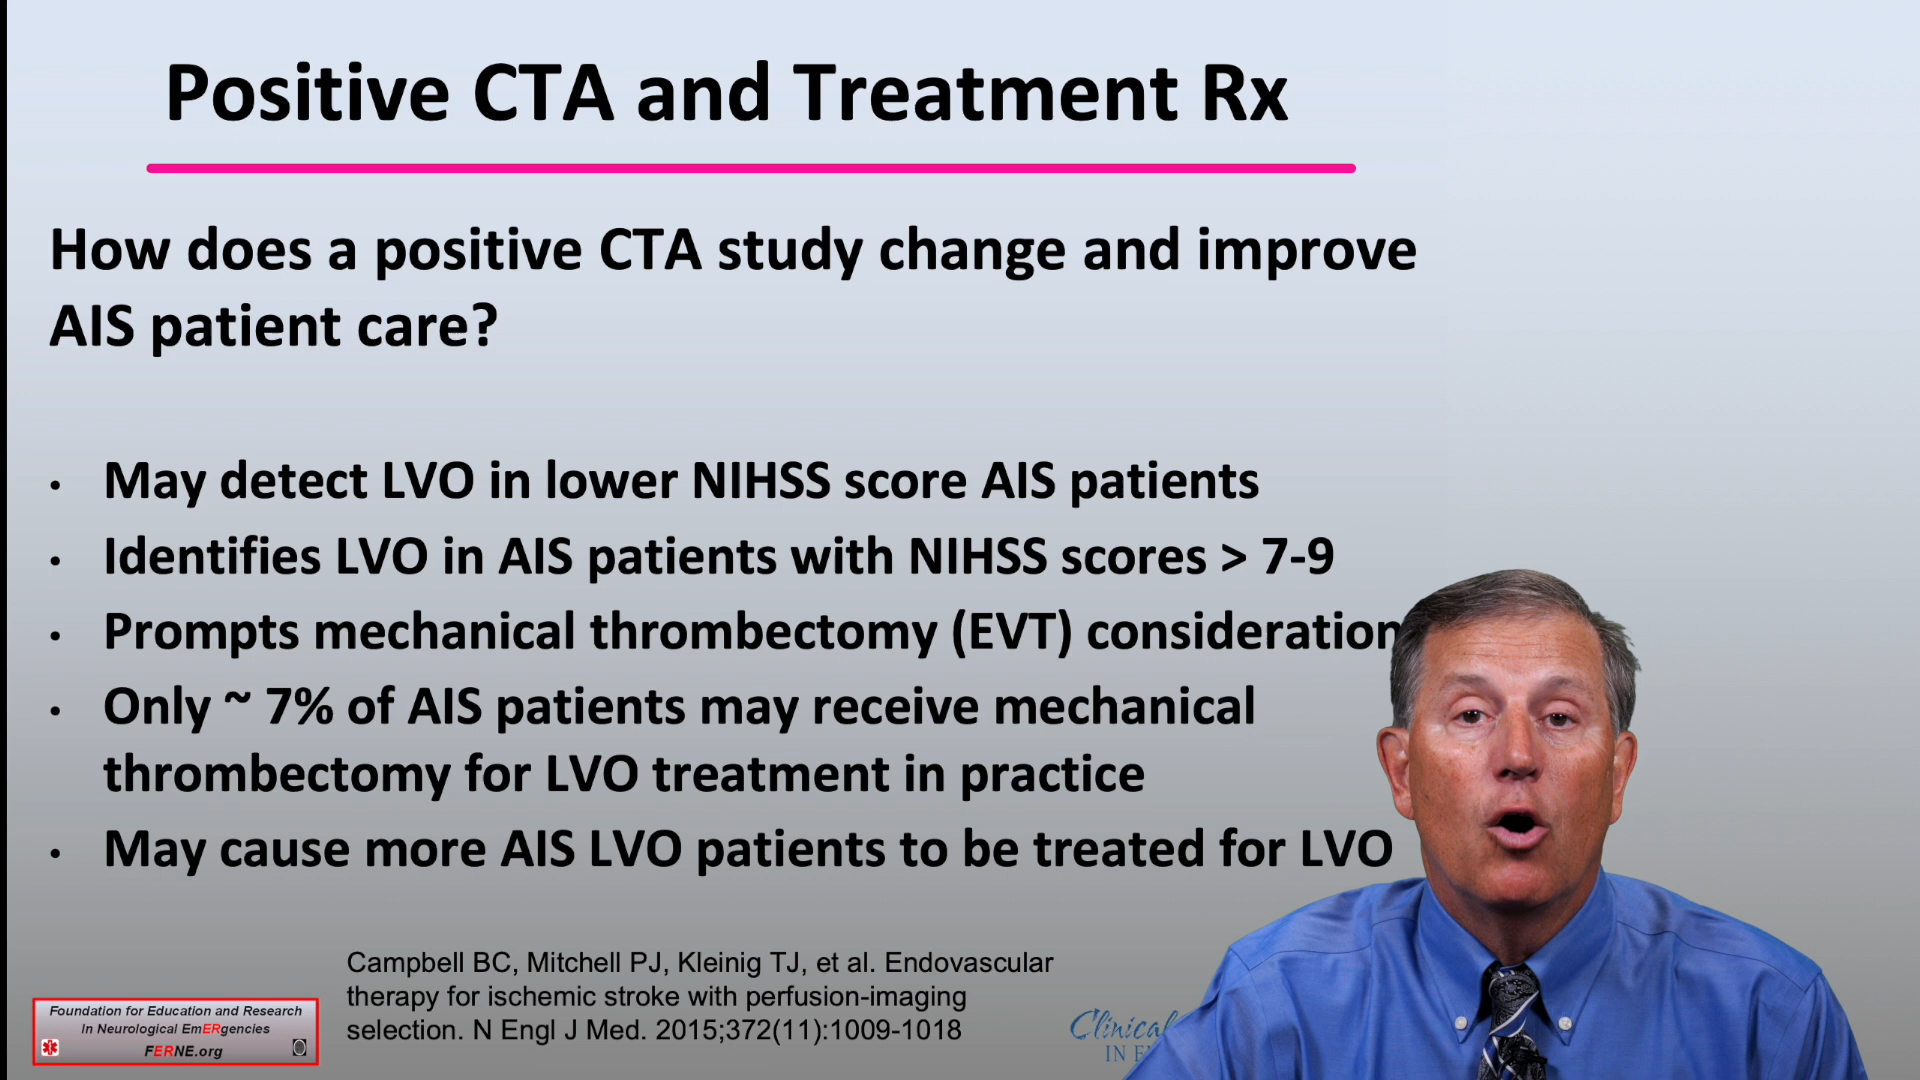 Positive CTA and Treatment Rx
How does a positive CTA study change and improve
AIS patient care?
• May detect LVO in lower NIHSS score AIS patients
• Identifies LVO in AIS patients with NIHSS scores > 7-9
• Prompts mechanical thrombectomy (EVT) consideration
• Only ~ 7% of AIS patients may receive mechanical
thrombectomy for LVO treatment in practice
• May cause more AIS LVO patients to be treated for LVO
Campbell BC, Mitchell PJ, Kleinig TJ, et al. Endovascular
therapy for ischemic stroke with perfusion-imaging
selection. N Engl J Med. 2015;372(11):1009-1018
Foundation for Education and Research
in Neurological EmERgencies
FERNE.org
Clinical
IN